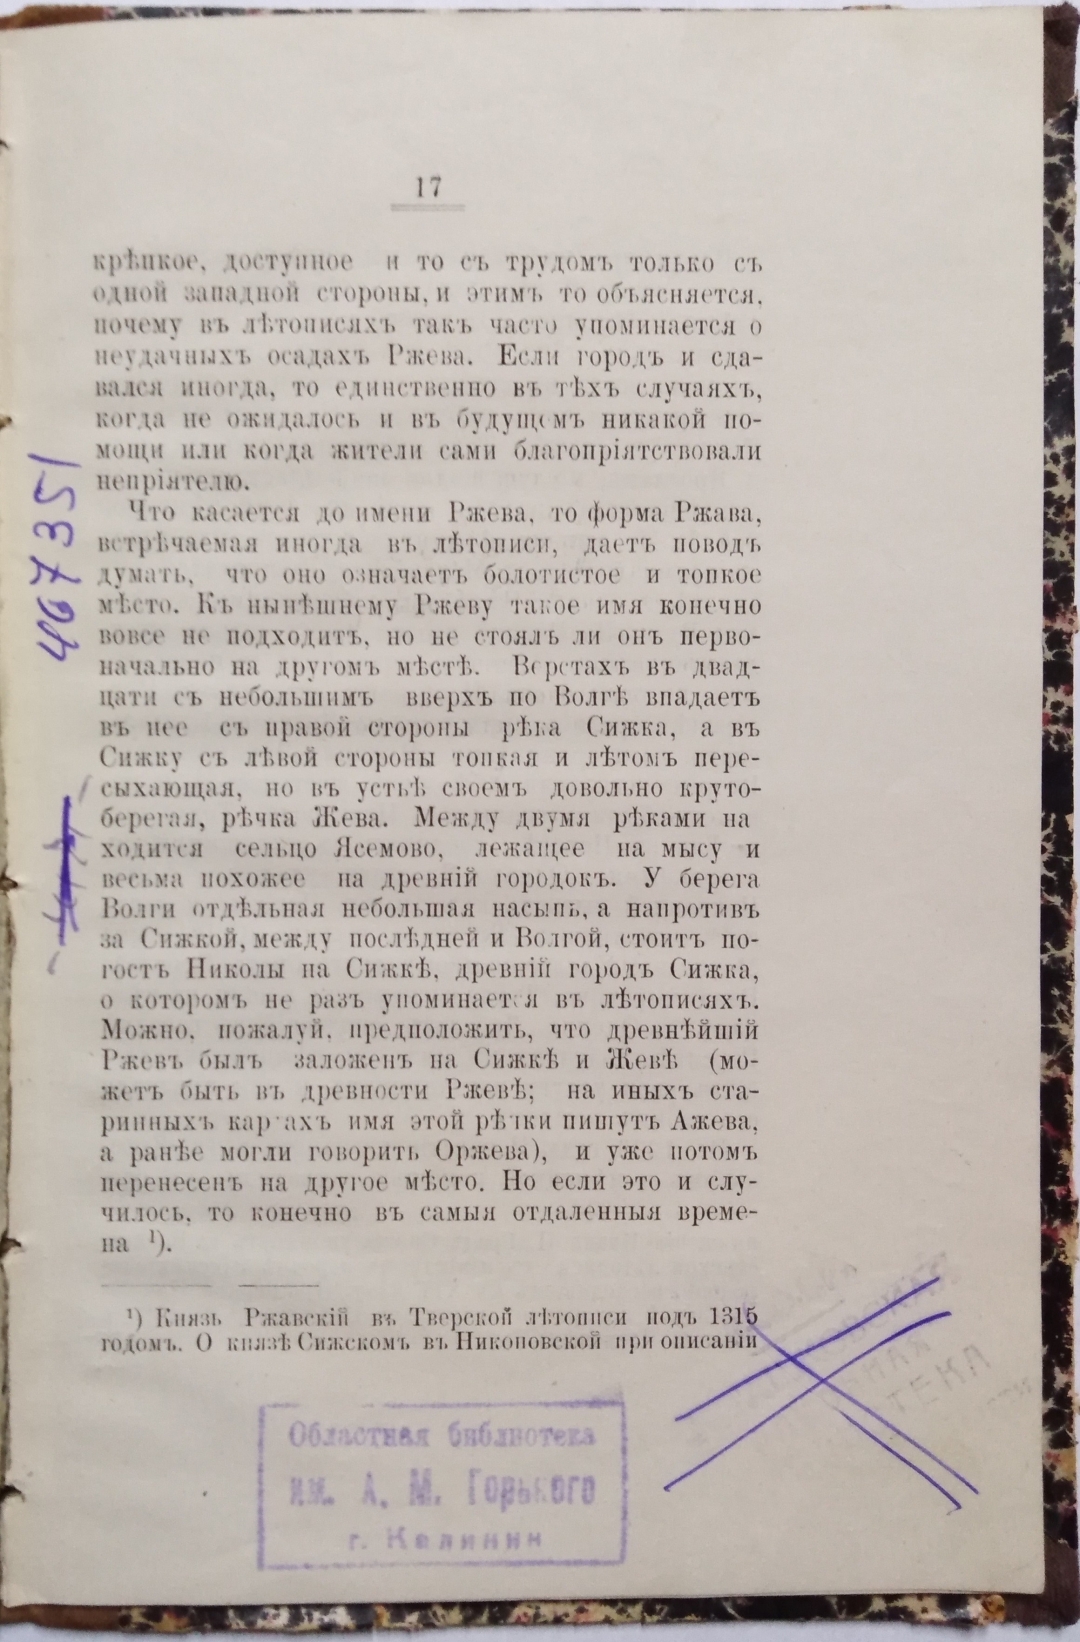 17
крѣпкое, доступное и то съ трудомъ только съ
одной западной стороны, и этимъ то объясняется,
почему въ лѣтописяхъ такъ часто упоминается о
неудачныхъ осадахъ Ржева. Если городъ и сда-
вался иногда, то единственно въ тѣхъ случаяхъ,
когда не ожидалось и въ будущемъ никакой по-
мощи или когда жители сами благопріятствовали
непріятелю.
Что касается до имени Ржева, то форма Ржава,
встрѣчаемая иногда въ лѣтописи, даетъ поводъ
думать, что оно означаетъ болотистое и топкое
мѣсто. Къ нынѣшнему Ржеву такое имя конечно
вовсе не подходитъ, но не стоялъ ли онъ перво-
начально на другомъ мѣстѣ. Верстахъ въ двад-
цати съ небольшимъ вверхъ по Волгѣ впадаетъ
въ нее съ правой стороны рѣка Сижка, а въ
Сижку съ лѣвой стороны топкая и лѣтомъ пере-
сыхающая, но въ устьѣ своемъ довольно круто-
берегая, рѣчка Жева. Между двумя рѣками на
ходится сельцо Ясемово, лежащее на мысу и
весьма похожее на древній городокъ. У берега
Волги отдѣльная небольшая насыпь, а напротивъ
за Сижкой, между послѣдней и Волгой, стоитъ по-
гостъ Николы на Сижкѣ, древній городъ Сижка,
о которомъ не разъ упоминается въ лѣтописяхъ.
Можно, пожалуй, предположить, что древнѣйшій
Ржевъ былъ заложенъ на Сижкѣ и Жевѣ (мо-
жетъ быть въ древности Ржевѣ; на иныхъ ста-
ринныхъ картахъ имя этой рѣчки пишутъ Ажева,
а ранѣе могли говорить Оржева), и уже потомъ
перенесенъ на другое мѣсто. Но если это и слу-
чилось, то конечно въ самыя отдаленныя време-
на ¹).
¹) Князь Ржавскій въ Тверской лѣтописи подъ 1315
годомъ. О князѣ Сижскомъ въ Никоновской при описаніи
Областная библиотека
им. А. М. Горького
г. Калинин
467351
ТЕКА